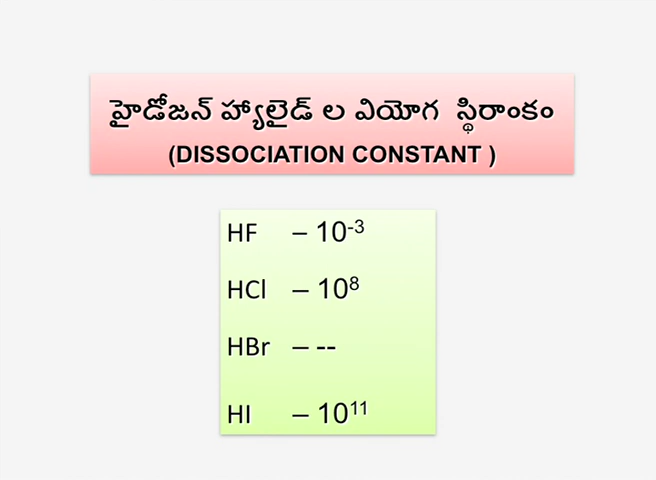 హైడోజన్ హ్యాలైడ్ ల వియోగ స్థిరాంకం
(DISSOCIATION CONSTANT )
HF – 10⁻³
HCl – 10⁸
HBr – --
HI – 10¹¹